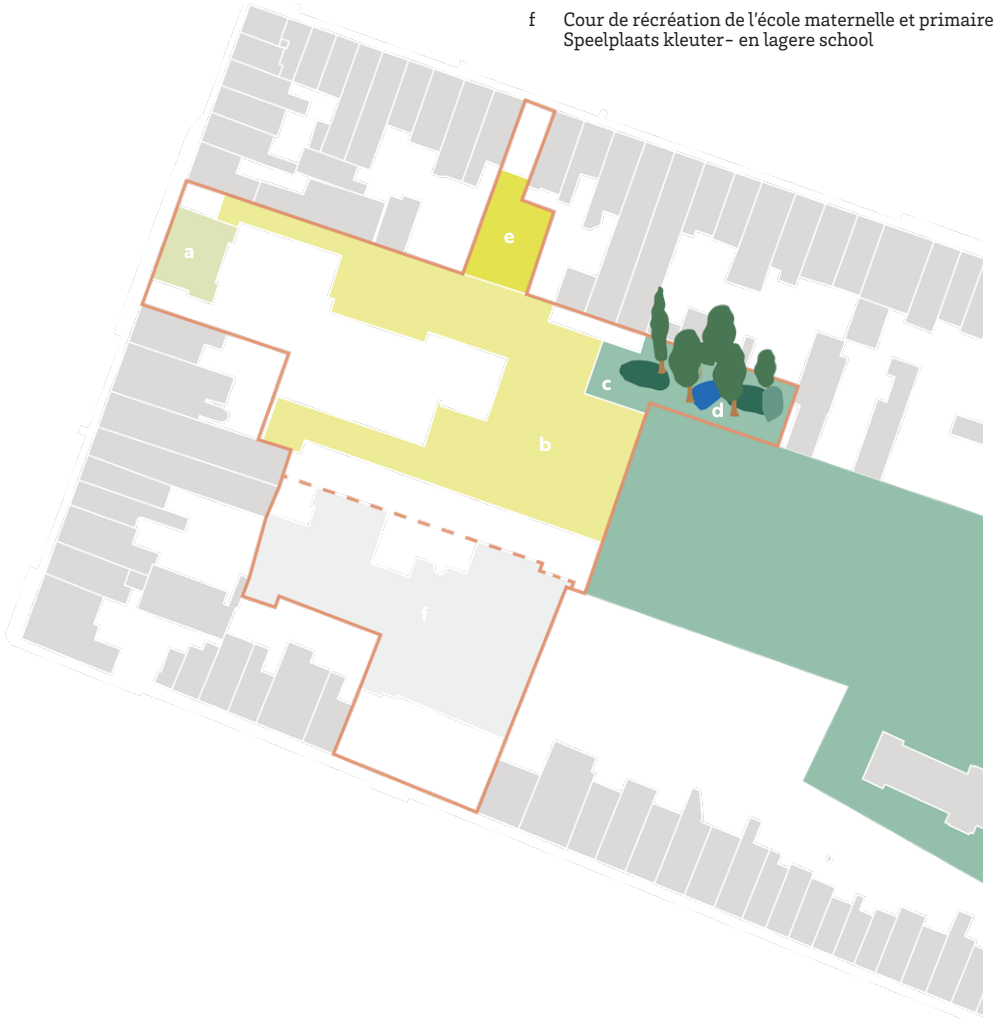 f Cour de récréation de l'école maternelle et primaire
Speelplaats kleuter- en lagere school
e
a
c
d
b
f